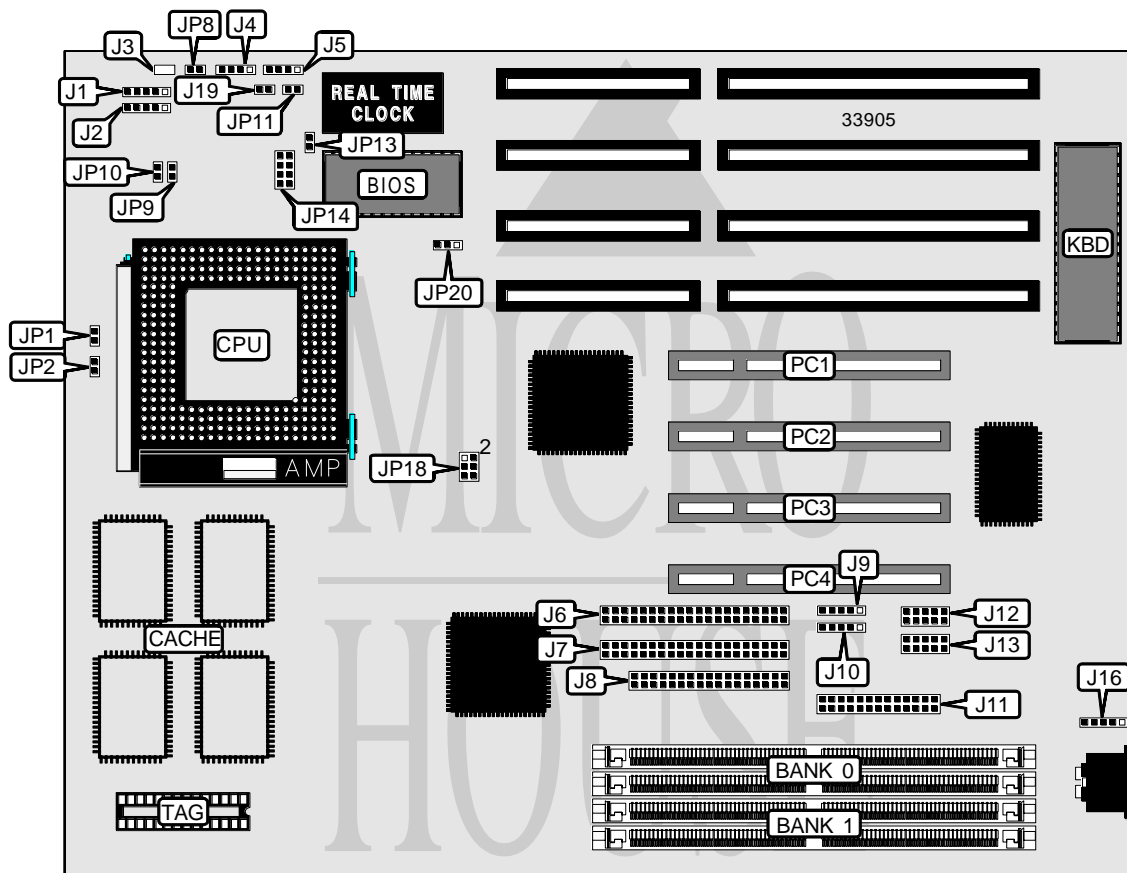 J3
JP8
J4
J5
J1
J19
REAL TIME
CLOCK
J2
JP11
33905
JP13
JP10
BIOS
JP9
JP14
KBD
JP20
JP1
CPU
JP2
PC1
PC2
2
AMP
JP18
PC3
PC4
J9
J6
J12
CACHE
J7
J13
J10
J8
J11
J16
BANK 0
TAG
BANK 1
MICRO
HOUSE